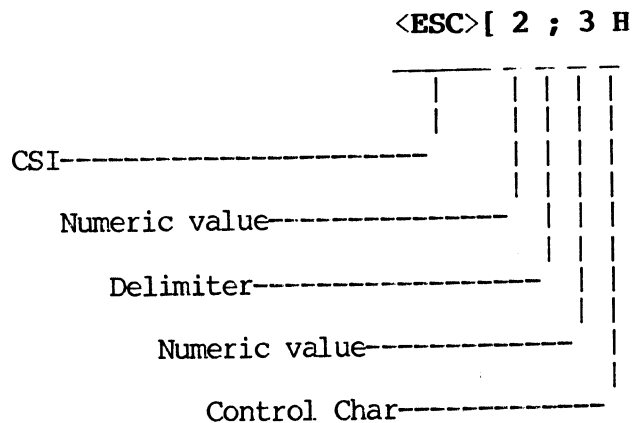 <ESC>[ 2 ; 3 H
CSI
Numeric value
Delimiter
Numeric value
Control Char